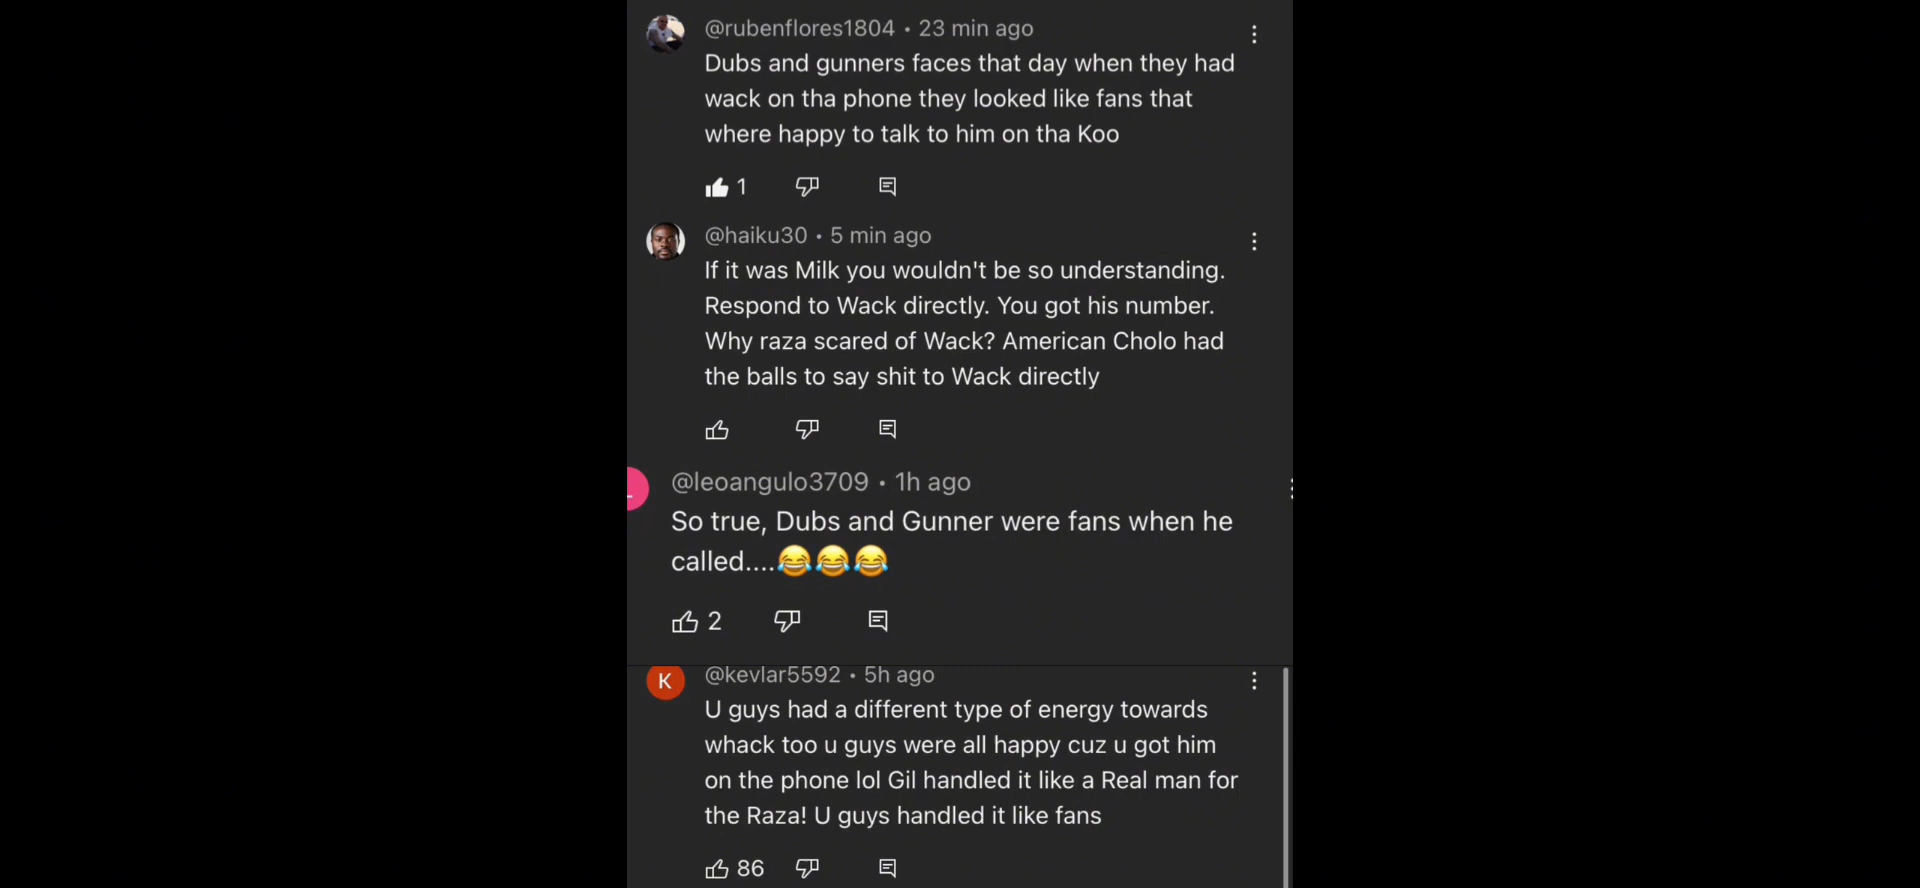 @rubenflores1804 • 23 min ago
Dubs and gunners faces that day when they had
wack on tha phone they looked like fans that
where happy to talk to him on tha Koo
1
@haiku30 • 5 min ago
If it was Milk you wouldn't be so understanding.
Respond to Wack directly. You got his number.
Why raza scared of Wack? American Cholo had
the balls to say shit to Wack directly
@leoangulo3709 • 1h ago
So true, Dubs and Gunner were fans when he
called....😂😂😂
2
K
@kevlar5592 • 5h ago
U guys had a different type of energy towards
whack too u guys were all happy cuz u got him
on the phone lol Gil handled it like a Real man for
the Raza! U guys handled it like fans
86